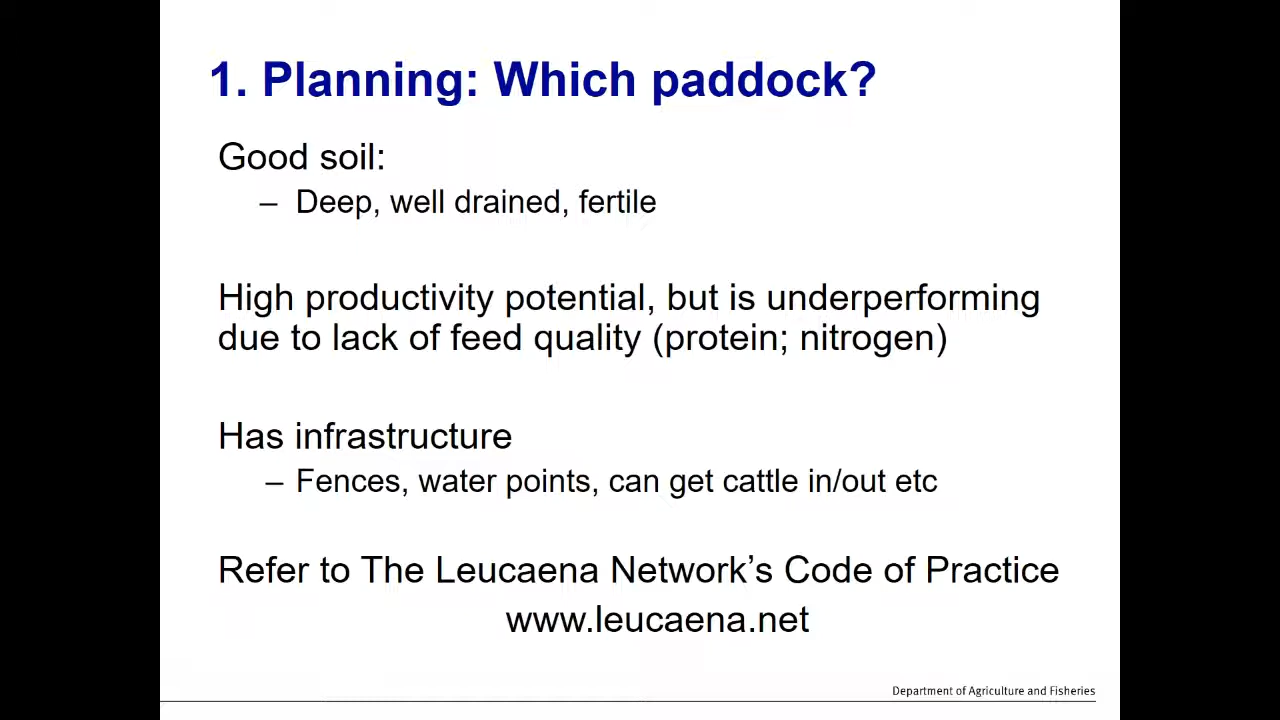 1. Planning: Which paddock?
Good soil:
– Deep, well drained, fertile
High productivity potential, but is underperforming
due to lack of feed quality (protein; nitrogen)
Has infrastructure
– Fences, water points, can get cattle in/out etc
Refer to The Leucaena Network’s Code of Practice
www.leucaena.net
Department of Agriculture and Fisheries